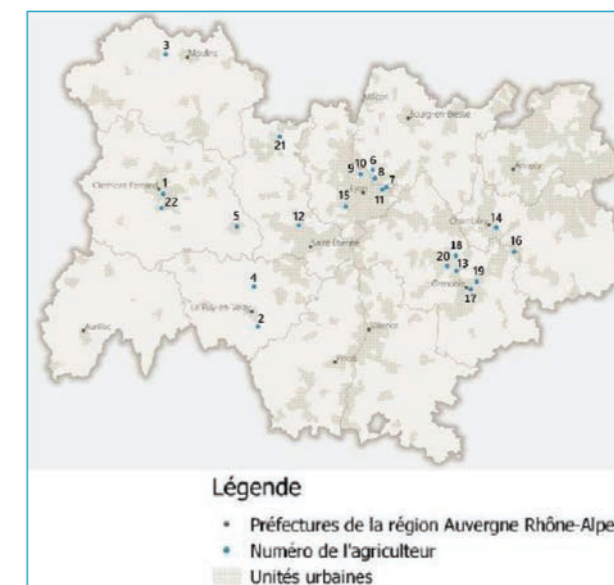 3
Moulins
Mâcon
Bourg-en-Bresse
21
9 10 6
8
7
11
Annecy
1
Clermont-Ferrand
22
15
5
12
Saint-Etienne
Chambéry
14
18
16
20
13
19
Grenoble
17
4
Le Puy-en-Velay
2
Aurillac
Valence
Privas
Légende
Préfectures de la région Auvergne Rhône-Alpe
Numéro de l'agriculteur
Unités urbaines